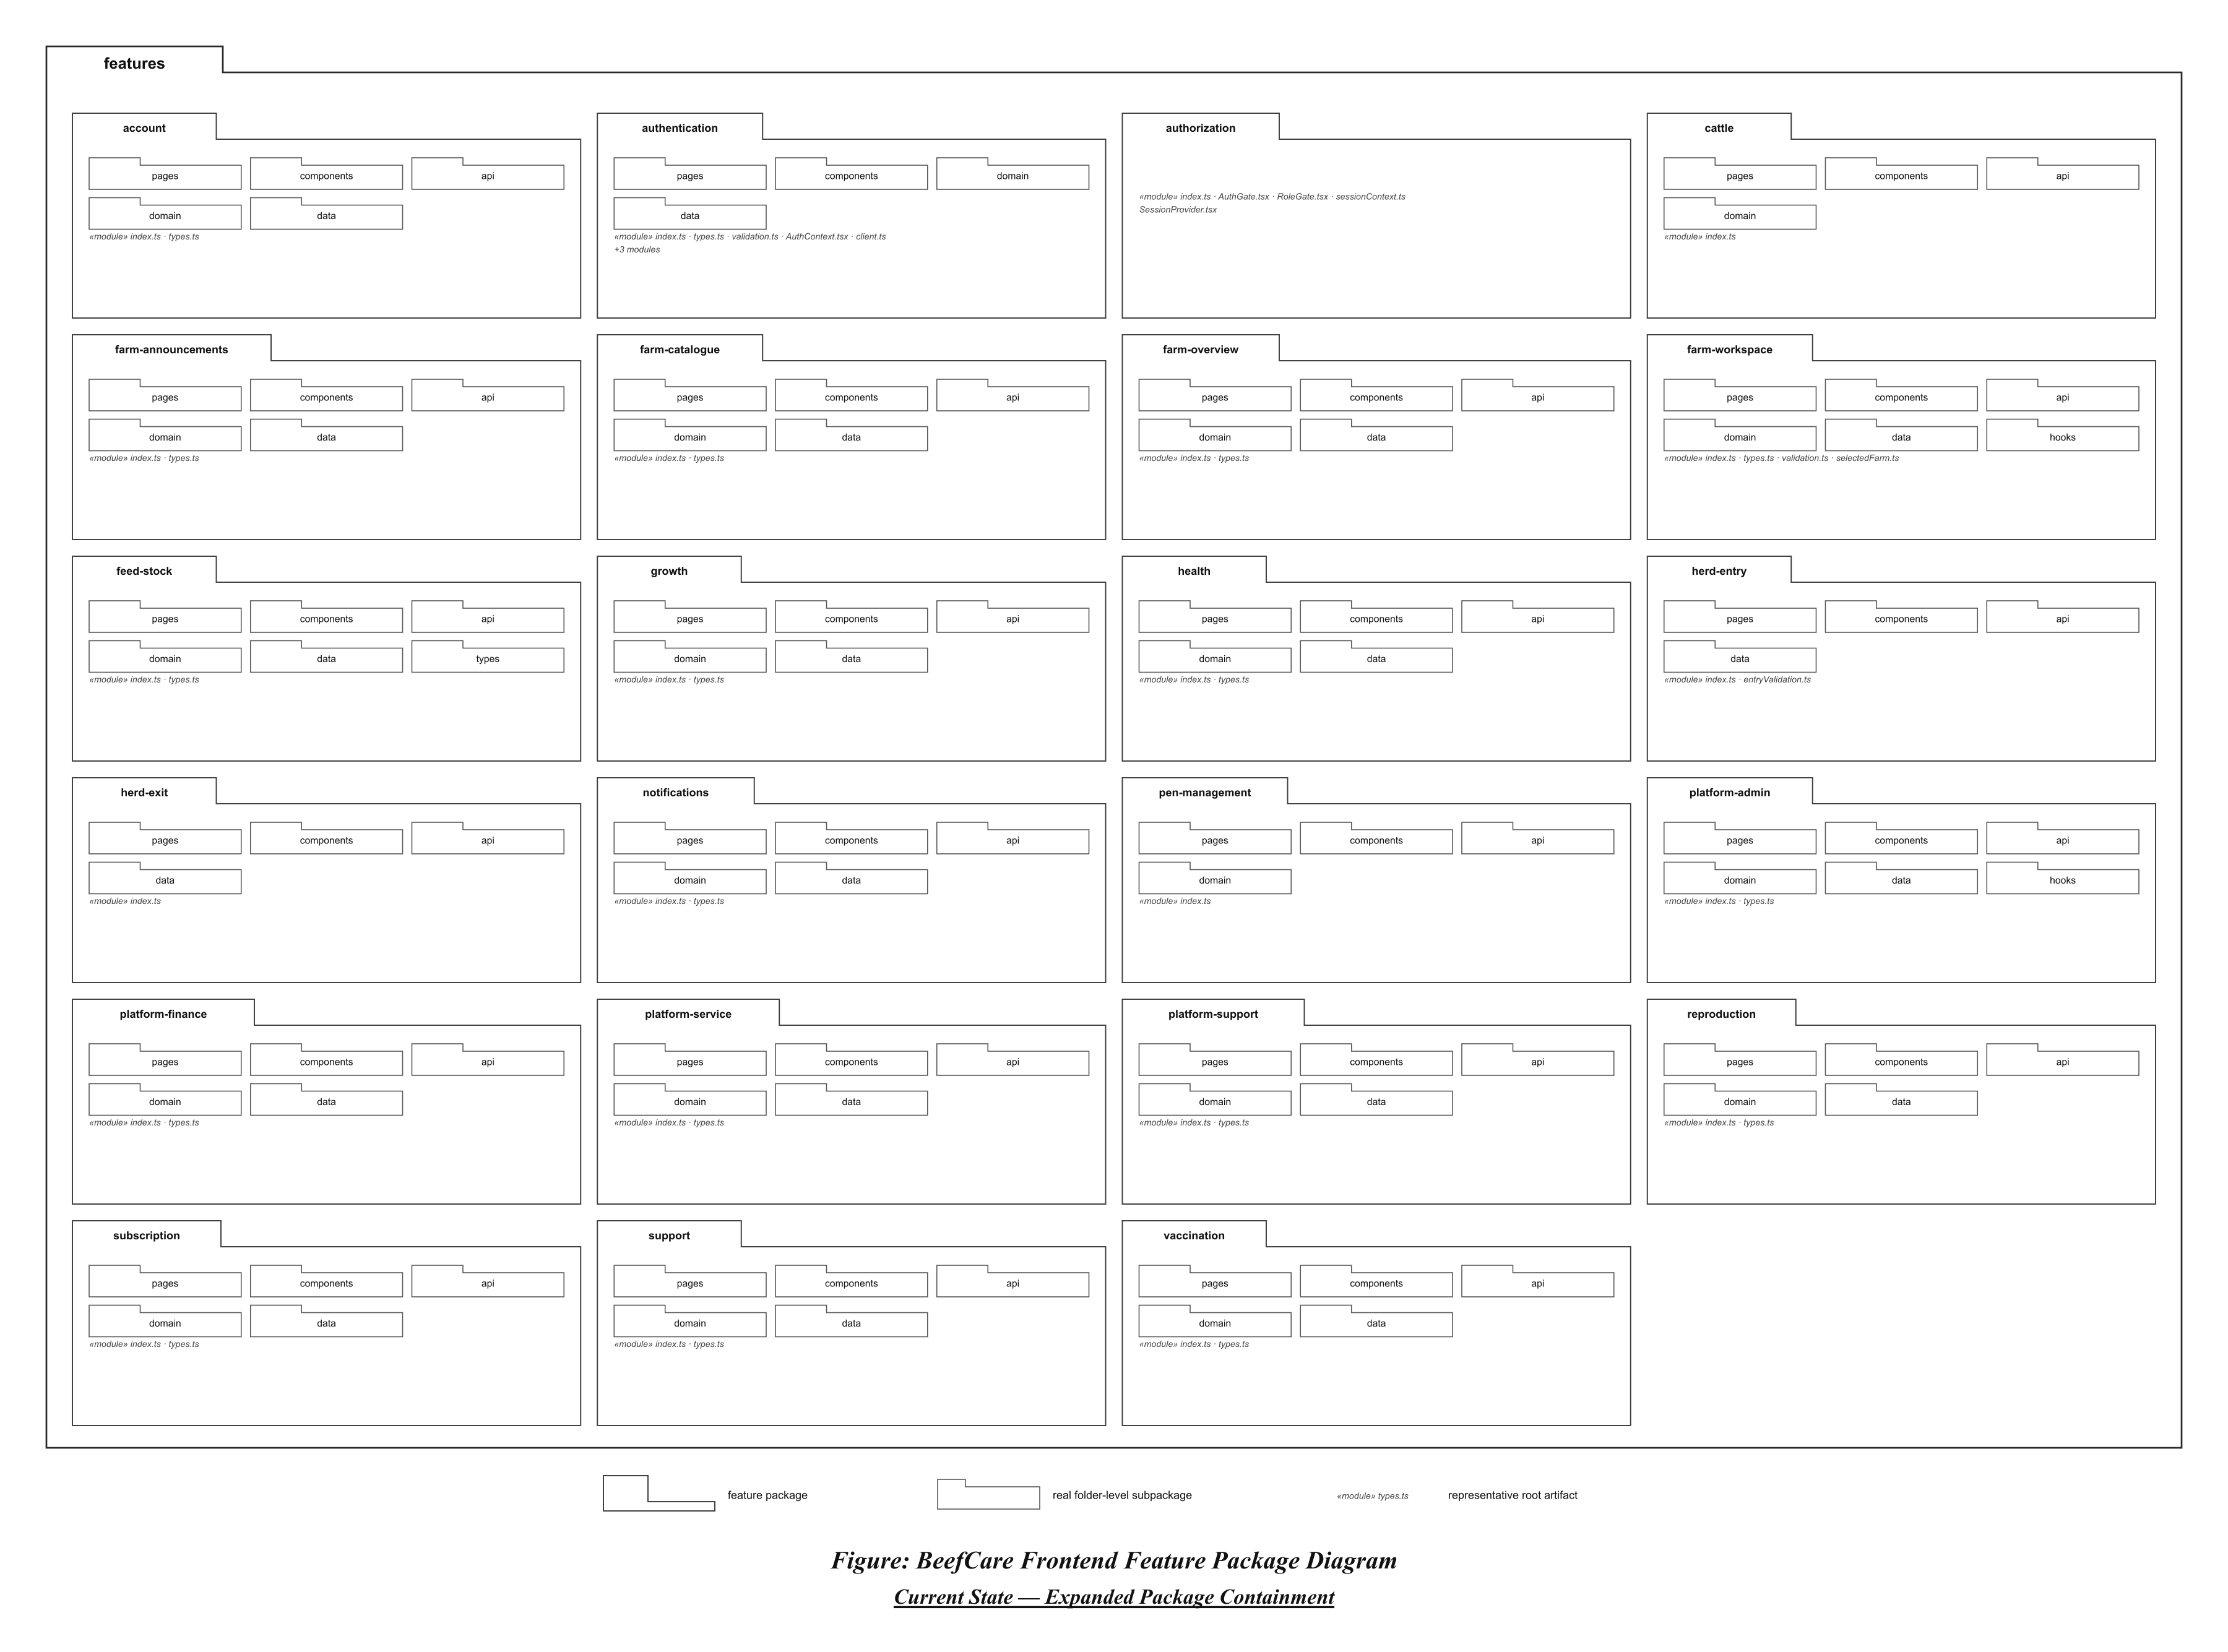 features
account
pages
components
api
domain
data
«module» index.ts · types.ts
authentication
pages
components
domain
data
«module» index.ts · types.ts · validation.ts · AuthContext.tsx · client.ts
+3 modules
authorization
«module» index.ts · AuthGate.tsx · RoleGate.tsx · sessionContext.ts
SessionProvider.tsx
cattle
pages
components
api
domain
«module» index.ts
farm-announcements
pages
components
api
domain
data
«module» index.ts · types.ts
farm-catalogue
pages
components
api
domain
data
«module» index.ts · types.ts
farm-overview
pages
components
api
domain
data
«module» index.ts · types.ts
farm-workspace
pages
components
api
domain
data
hooks
«module» index.ts · types.ts · validation.ts · selectedFarm.ts
feed-stock
pages
components
api
domain
data
types
«module» index.ts · types.ts
growth
pages
components
api
domain
data
«module» index.ts · types.ts
health
pages
components
api
domain
data
«module» index.ts · types.ts
herd-entry
pages
components
api
data
«module» index.ts · entryValidation.ts
herd-exit
pages
components
api
data
«module» index.ts
notifications
pages
components
api
domain
data
«module» index.ts · types.ts
pen-management
pages
components
api
domain
«module» index.ts
platform-admin
pages
components
api
domain
data
hooks
«module» index.ts · types.ts
platform-finance
pages
components
api
domain
data
«module» index.ts · types.ts
platform-service
pages
components
api
domain
data
«module» index.ts · types.ts
platform-support
pages
components
api
domain
data
«module» index.ts · types.ts
reproduction
pages
components
api
domain
data
«module» index.ts · types.ts
subscription
pages
components
api
domain
data
«module» index.ts · types.ts
support
pages
components
api
domain
data
«module» index.ts · types.ts
vaccination
pages
components
api
domain
data
«module» index.ts · types.ts
feature package
real folder-level subpackage
«module» types.ts
representative root artifact
Figure: BeefCare Frontend Feature Package Diagram
Current State — Expanded Package Containment